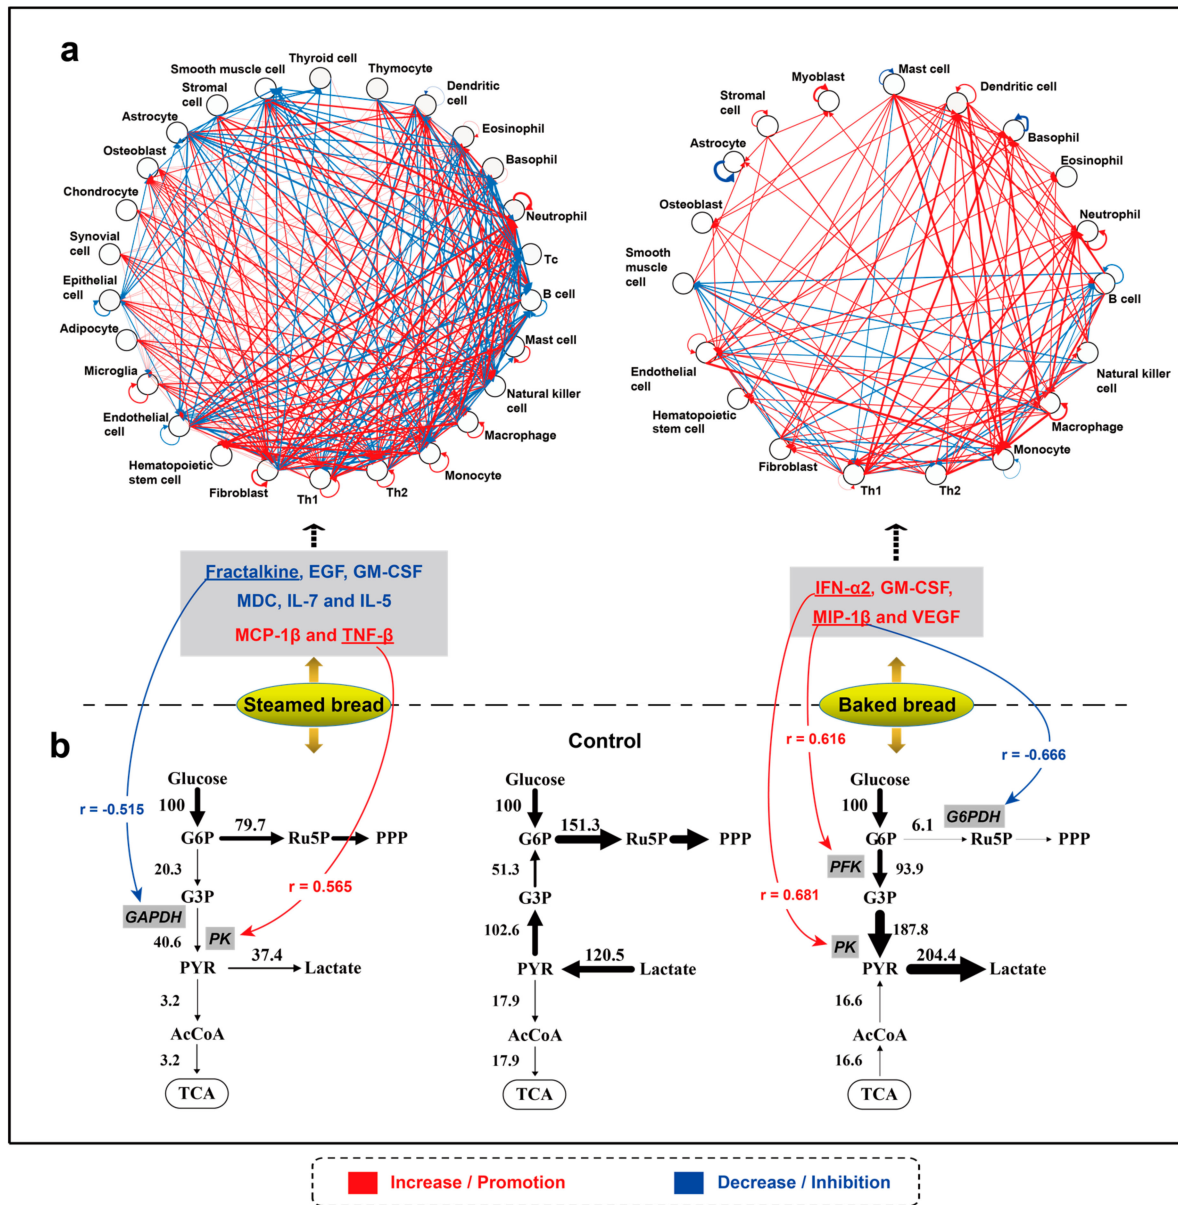 a
Smooth muscle cell
Thyroid cell
Thymocyte
Stromal
cell
Dendritic
cell
Astrocyte
Eosinophil
Osteoblast
Basophil
Chondrocyte
Neutrophil
Synovial
cell
Tc
Epithelial
cell
B cell
Adipocyte
Mast cell
Microglia
Natural killer
cell
Endothelial
cell
Macrophage
Hematopoietic
stem cell
Monocyte
Fibroblast
Th1
Th2
Myoblast
Mast cell
Dendritic cell
Stromal
cell
Basophil
Astrocyte
Eosinophil
Osteoblast
Neutrophil
Smooth
muscle
cell
B cell
Endothelial
cell
Natural killer
cell
Hematopoietic
stem cell
Macrophage
Fibroblast
Monocyte
Th1
Th2
Fractalkine, EGF, GM-CSF
MDC, IL-7 and IL-5
MCP-1β and TNF-β
IFN-α2, GM-CSF,
MIP-1β and VEGF
Steamed bread
Baked bread
b
Control
r = -0.515
r = 0.565
r = 0.616
r = -0.666
r = 0.681
Glucose
100
G6P
79.7
Ru5P
PPP
20.3
G3P
GAPDH
40.6
PK
PYR
37.4
Lactate
3.2
AcCoA
3.2
TCA
Glucose
100
G6P
151.3
Ru5P
PPP
51.3
G3P
102.6
PYR
120.5
Lactate
17.9
AcCoA
17.9
TCA
Glucose
100
G6PDH
G6P
6.1
Ru5P
PPP
PFK
93.9
G3P
187.8
PK
PYR
204.4
Lactate
16.6
AcCoA
16.6
TCA
Increase / Promotion
Decrease / Inhibition